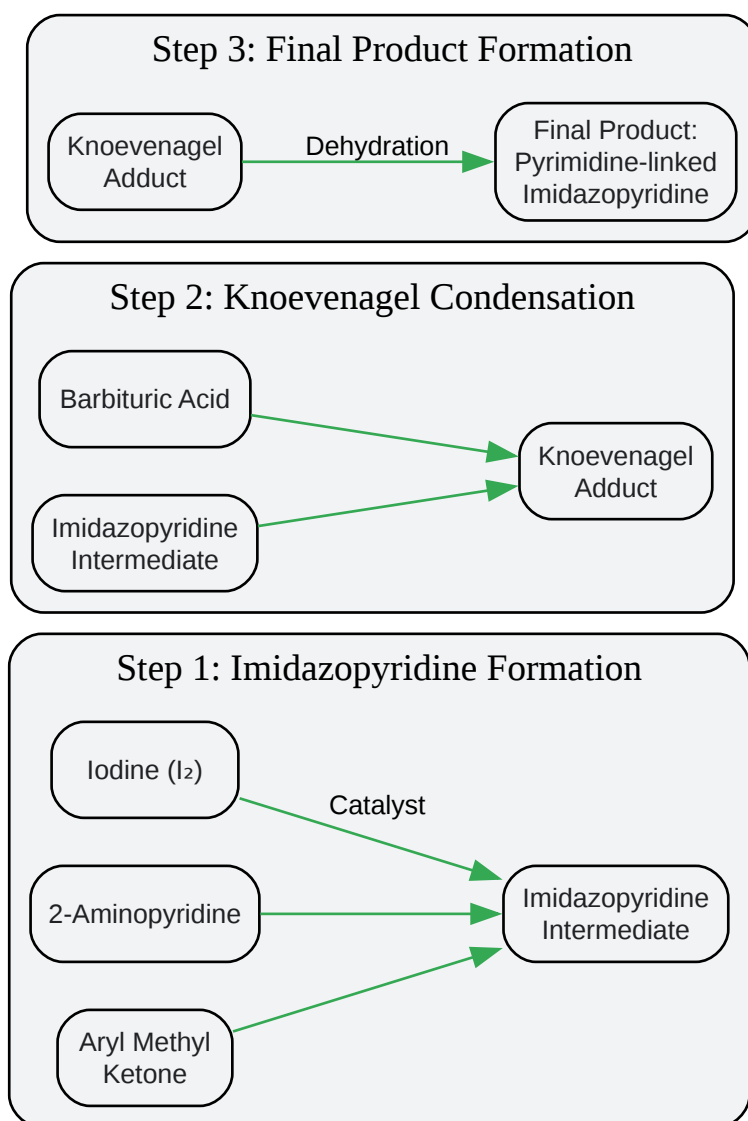 Step 3: Final Product Formation
Knoevenagel
Adduct
Dehydration
Final Product:
Pyrimidine-linked
Imidazopyridine
Step 2: Knoevenagel Condensation
Barbituric Acid
Imidazopyridine
Intermediate
Knoevenagel
Adduct
Step 1: Imidazopyridine Formation
Iodine (I₂)
Catalyst
2-Aminopyridine
Aryl Methyl
Ketone
Imidazopyridine
Intermediate